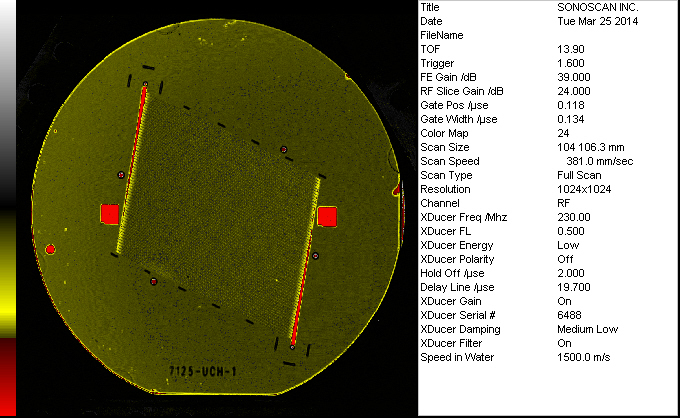 Title SONOSCAN INC.
Date Tue Mar 25 2014
FileName
TOF 13.90
Trigger 1.600
FE Gain /dB 39.000
RF Slice Gain /dB 24.000
Gate Pos /µse 0.118
Gate Width /µse 0.134
Color Map 24
Scan Size 104 106.3 mm
Scan Speed 381.0 mm/sec
Scan Type Full Scan
Resolution 1024x1024
Channel RF
XDucer Freq /Mhz 230.00
XDucer FL 0.500
XDucer Energy Low
XDucer Polarity Off
Hold Off /µse 2.000
Delay Line /µse 19.700
XDucer Gain On
XDucer Serial # 6488
XDucer Damping Medium Low
XDucer Filter On
Speed in Water 1500.0 m/s
7125-UCH-1